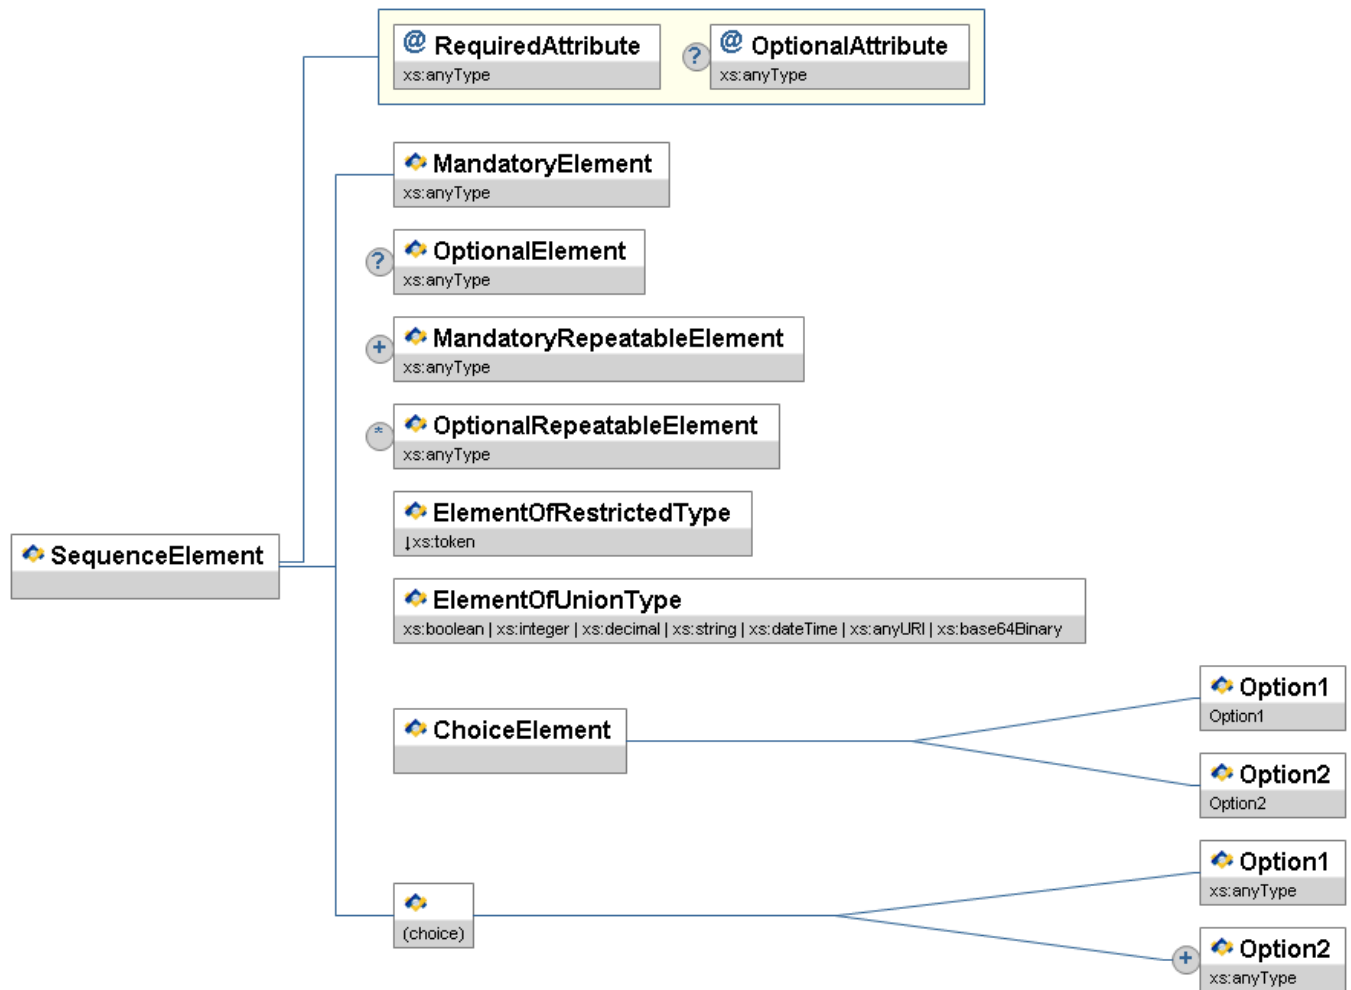 @ RequiredAttribute
xs:anyType
? @ OptionalAttribute
xs:anyType
MandatoryElement
xs:anyType
? OptionalElement
xs:anyType
+ MandatoryRepeatableElement
xs:anyType
* OptionalRepeatableElement
xs:anyType
ElementOfRestrictedType
↓xs:token
SequenceElement
ElementOfUnionType
xs:boolean | xs:integer | xs:decimal | xs:string | xs:dateTime | xs:anyURI | xs:base64Binary
ChoiceElement
Option1
Option1
Option2
Option2
(choice)
Option1
xs:anyType
+ Option2
xs:anyType